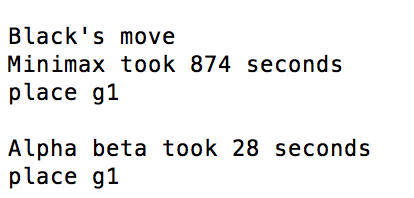 Black's move
Minimax took 874 seconds
place g1
Alpha beta took 28 seconds
place g1